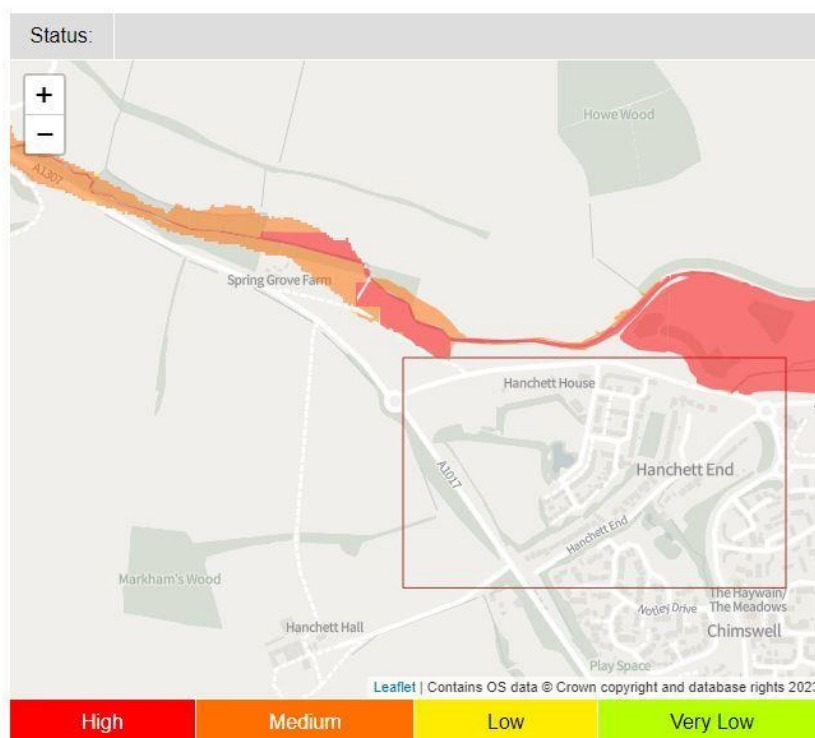 Status:
+
−
Howe Wood
A1307
Spring Grove Farm
Hanchett House
A1017
Hanchett End
Hanchett End
Markham's Wood
The Haywain/
The Meadows
Notley Drive
Hanchett Hall
Chimswell
Play Space
Leaflet | Contains OS data © Crown copyright and database rights 2023
High Medium Low Very Low